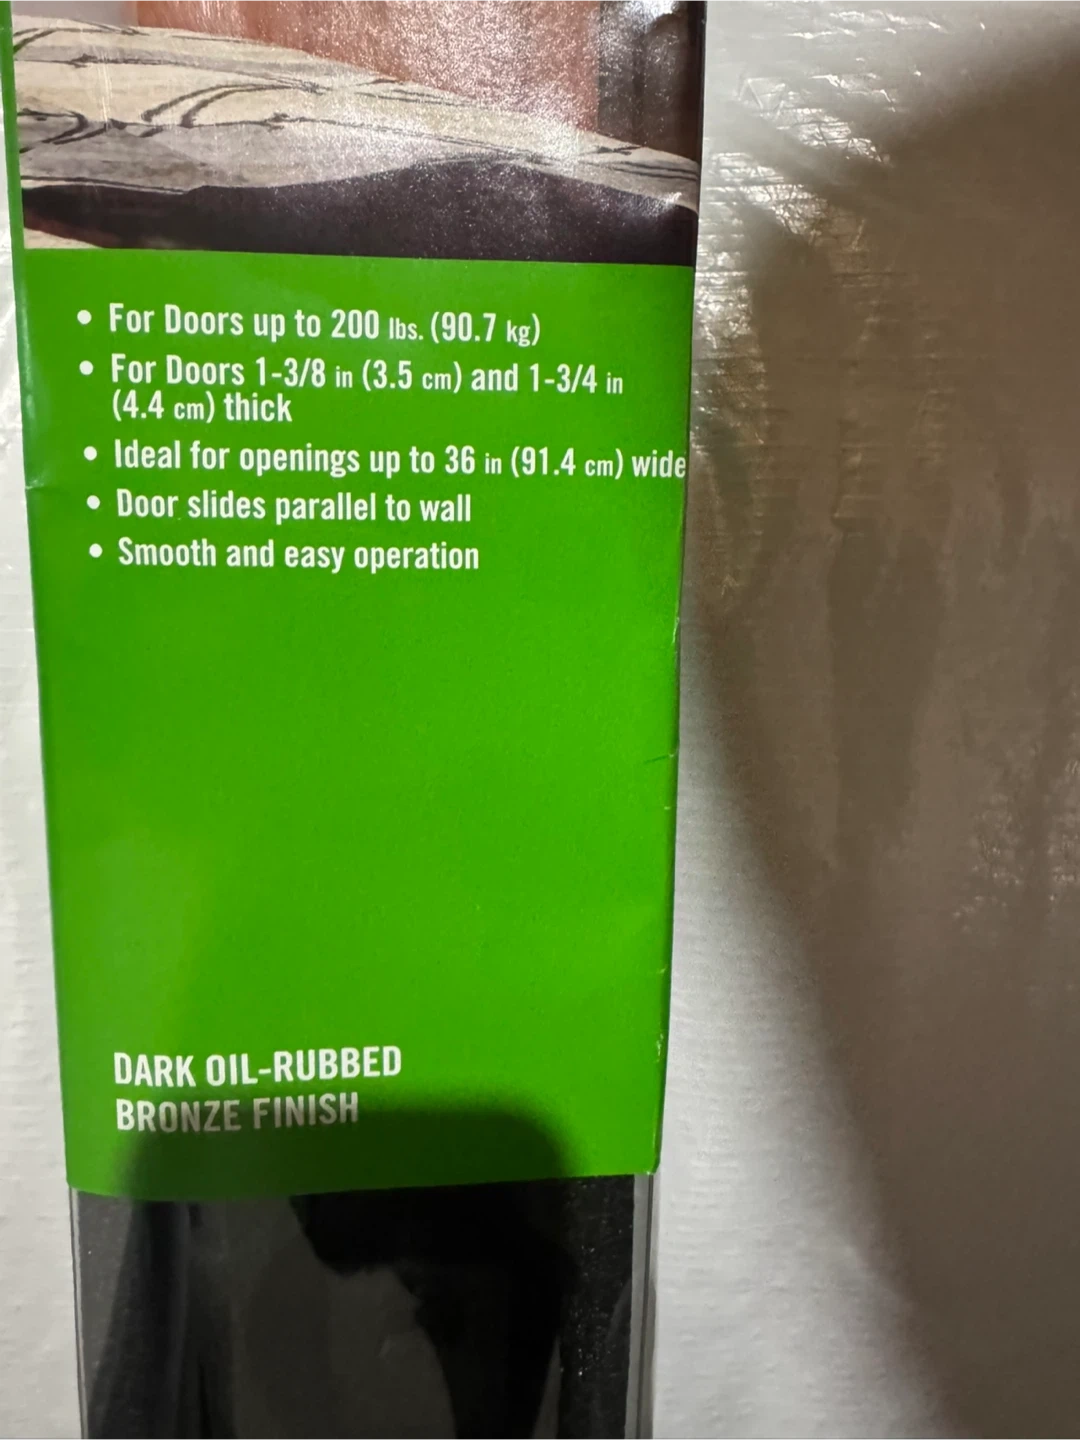 • For Doors up to 200 lbs. (90.7 kg)
• For Doors 1-3/8 in (3.5 cm) and 1-3/4 in
(4.4 cm) thick
• Ideal for openings up to 36 in (91.4 cm) wide
• Door slides parallel to wall
• Smooth and easy operation
DARK OIL-RUBBED
BRONZE FINISH